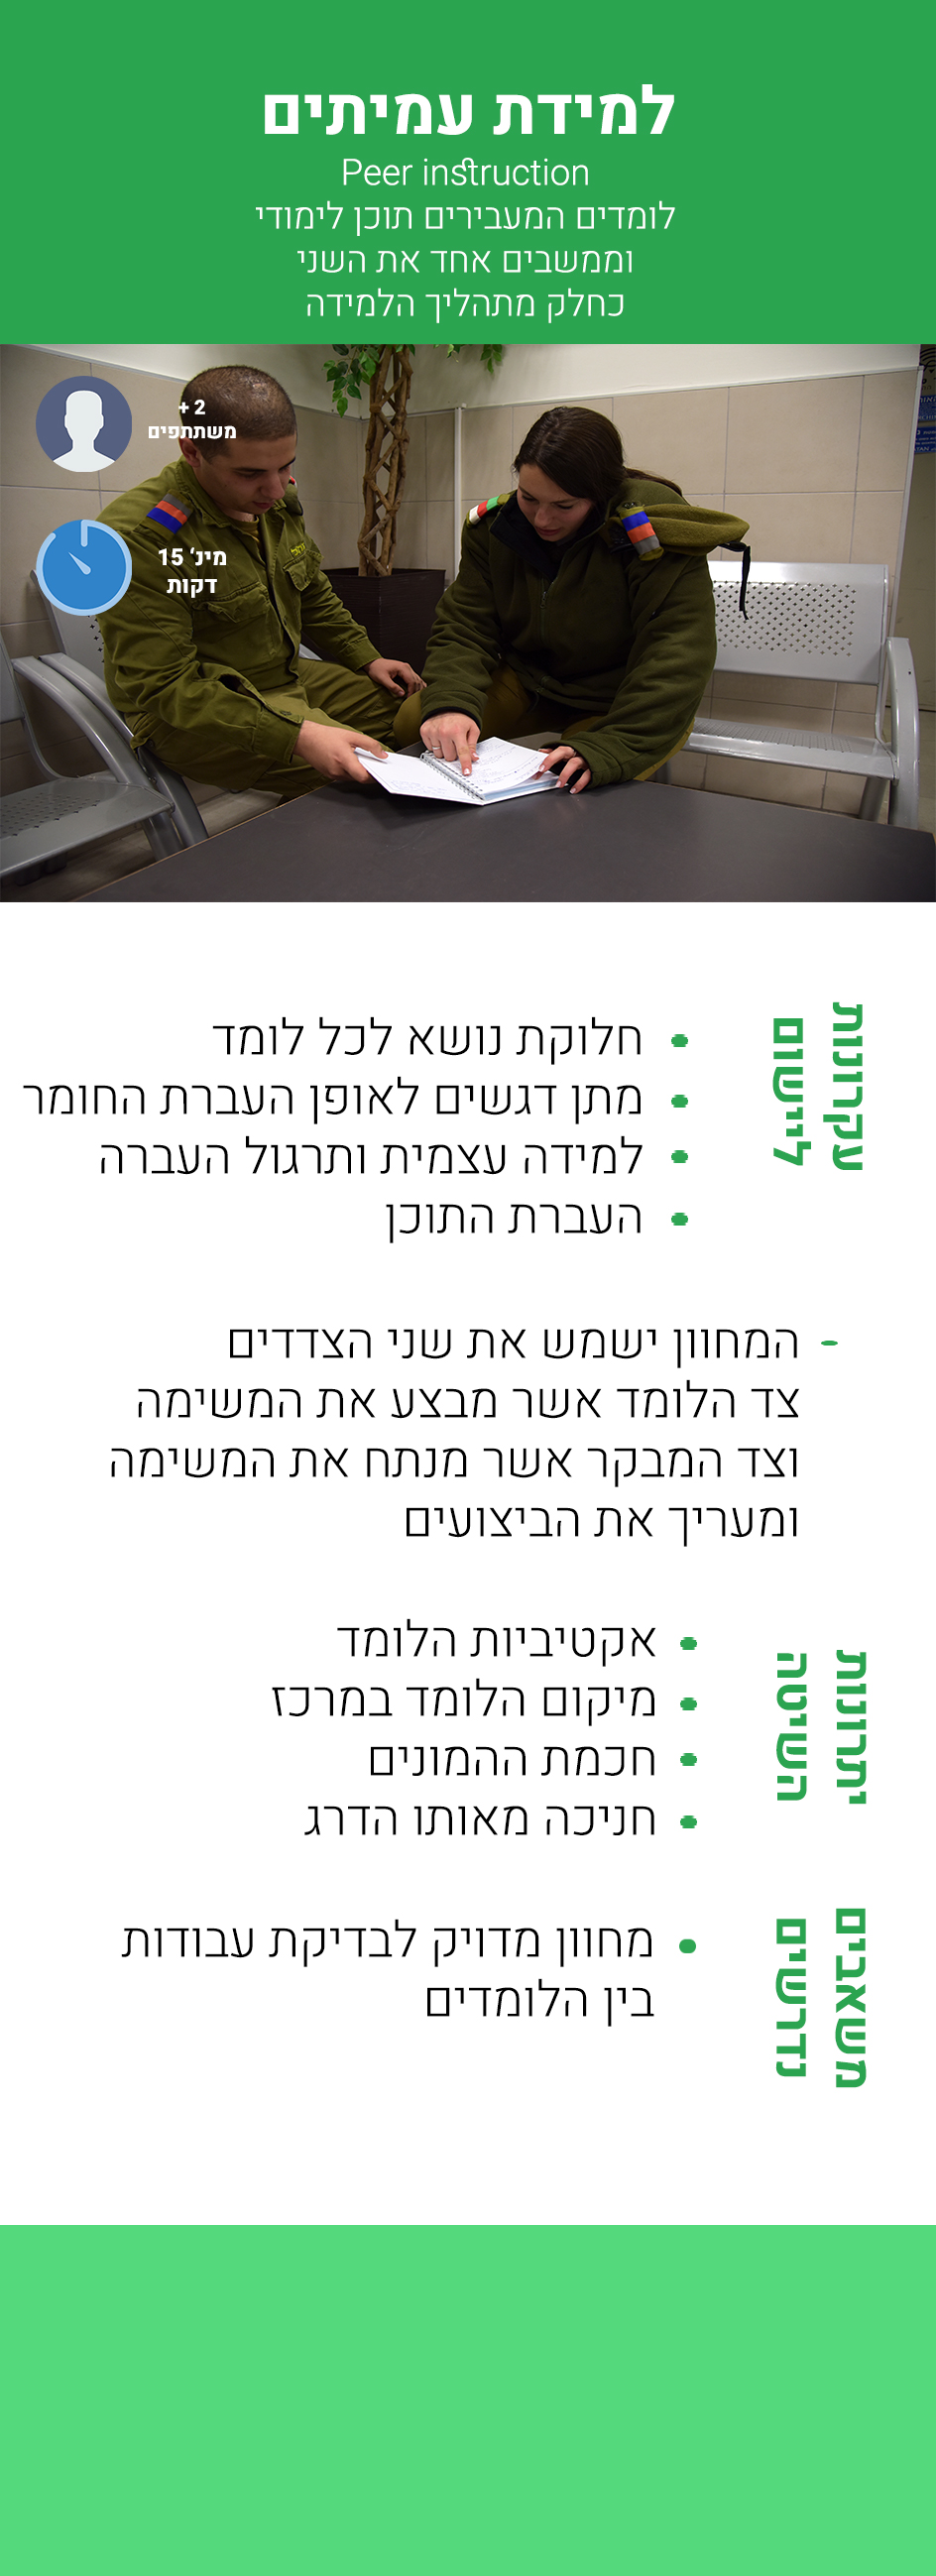 למידת עמיתים
Peer instruction
לומדים המעבירים תוכן לימודי
וממשבים אחד את השני
כחלק מתהליך הלמידה
+ 2
משתתפים
מינ׳ 15
דקות
עקרונות
ליישום
חלוקת נושא לכל לומד
מתן דגשים לאופן העברת החומר
למידה עצמית ותרגול העברה
העברת התוכן
- המחוון ישמש את שני הצדדים
צד הלומד אשר מבצע את המשימה
וצד המבקר אשר מנתח את המשימה
ומעריך את הביצועים
יתרונות
השיטה
אקטיביות הלומד
מיקום הלומד במרכז
חכמת ההמונים
חניכה מאותו הדרג
משאבים
נדרשים
מחוון מדויק לבדיקת עבודות
בין הלומדים